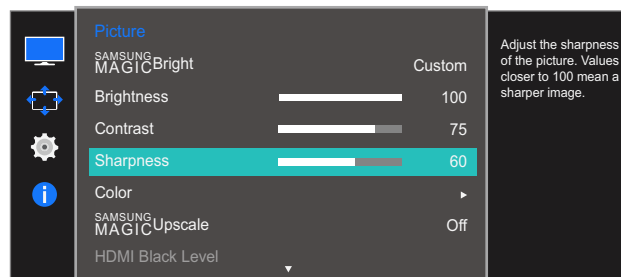 Picture
SAMSUNG
MAGICBright Custom
Brightness 100
Contrast 75
Sharpness 60
Color
SAMSUNG
MAGICUpscale Off
HDMI Black Level
Adjust the sharpness
of the picture. Values
closer to 100 mean a
sharper image.